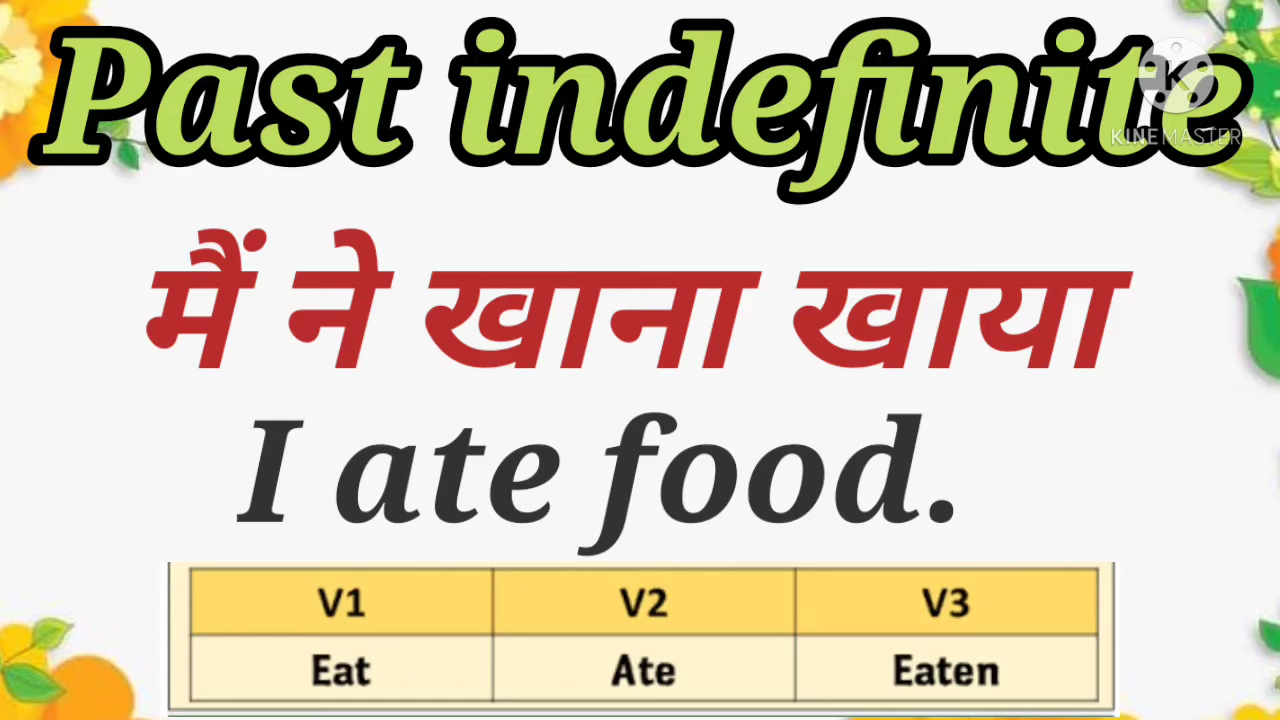 Past indefinite
KINEMASTER
मैं ने खाना खाया
I ate food.
V1 V2 V3
Eat Ate Eaten